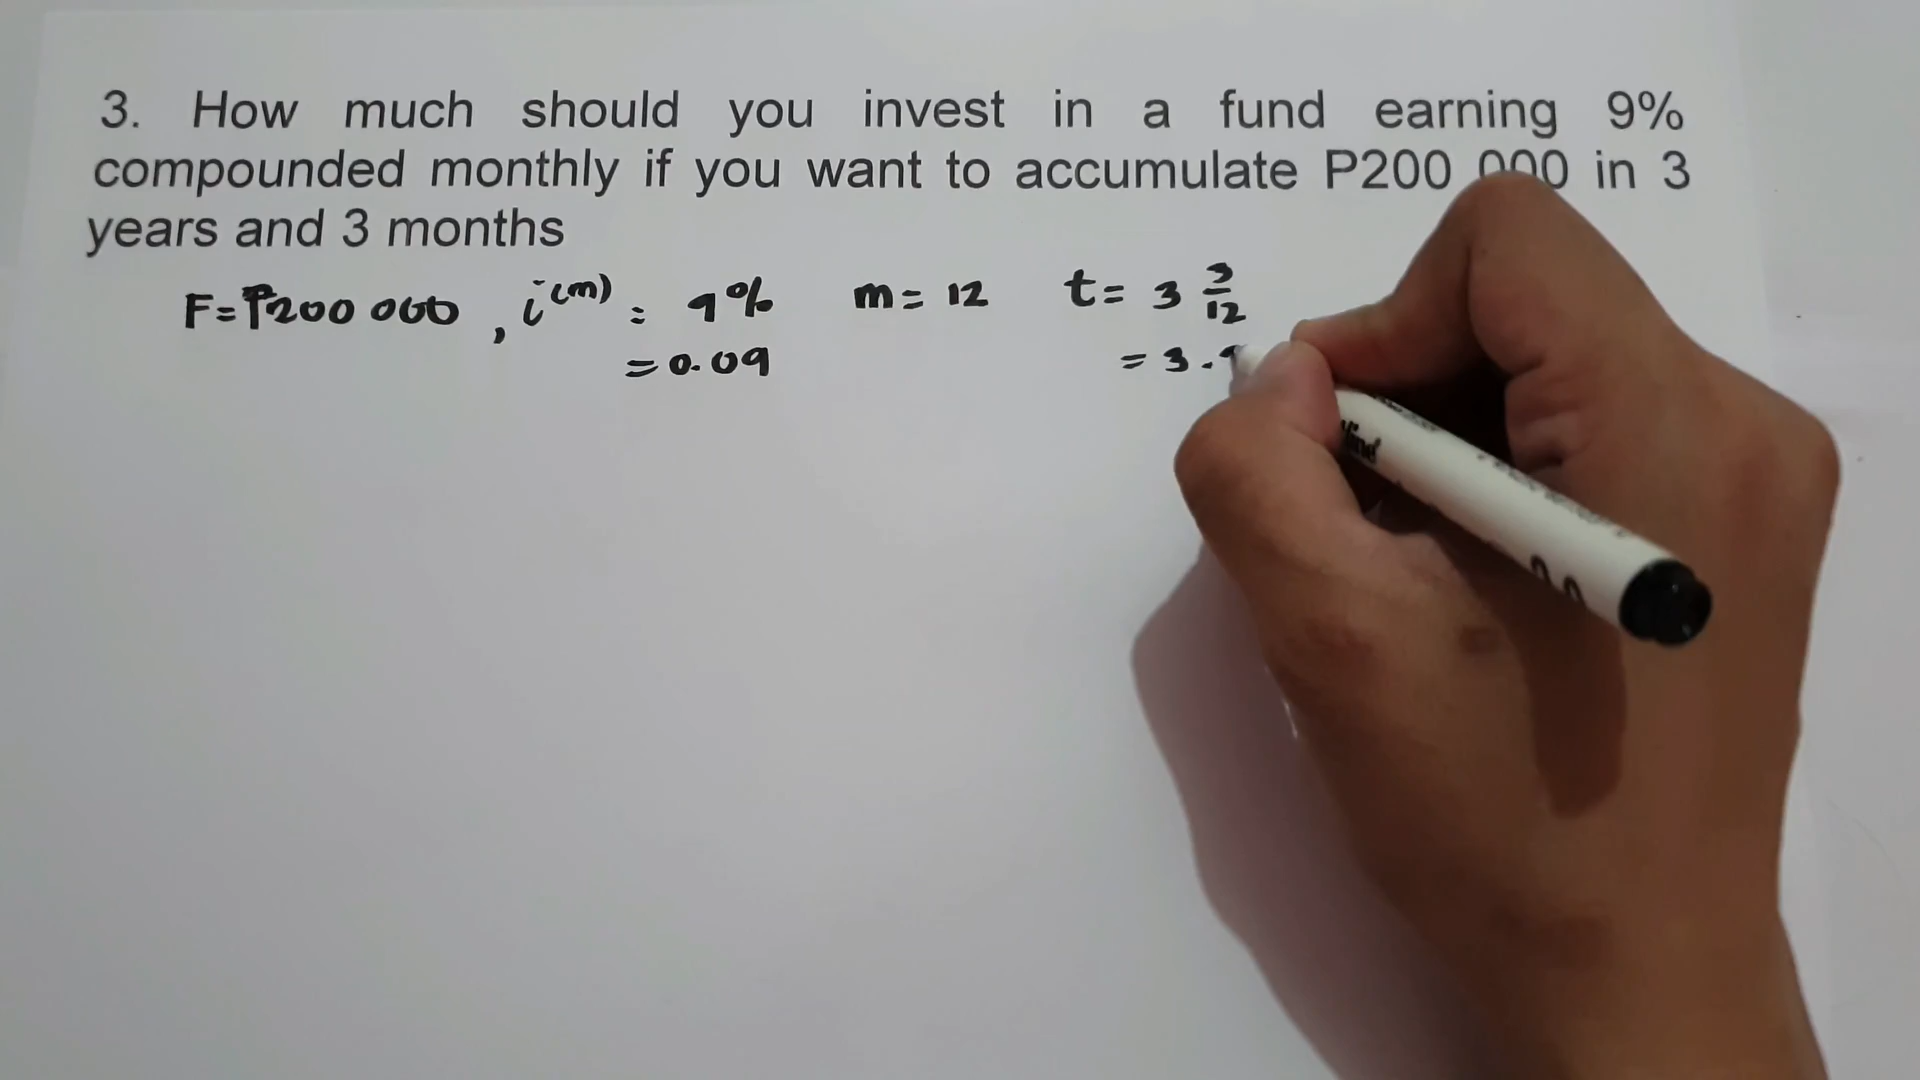 3. How much should you invest in a fund earning 9%
compounded monthly if you want to accumulate P200 000 in 3
years and 3 months
F=₱200 000 , i(m) = 9% m = 12 t = 3 3/12
= 0.09 = 3.